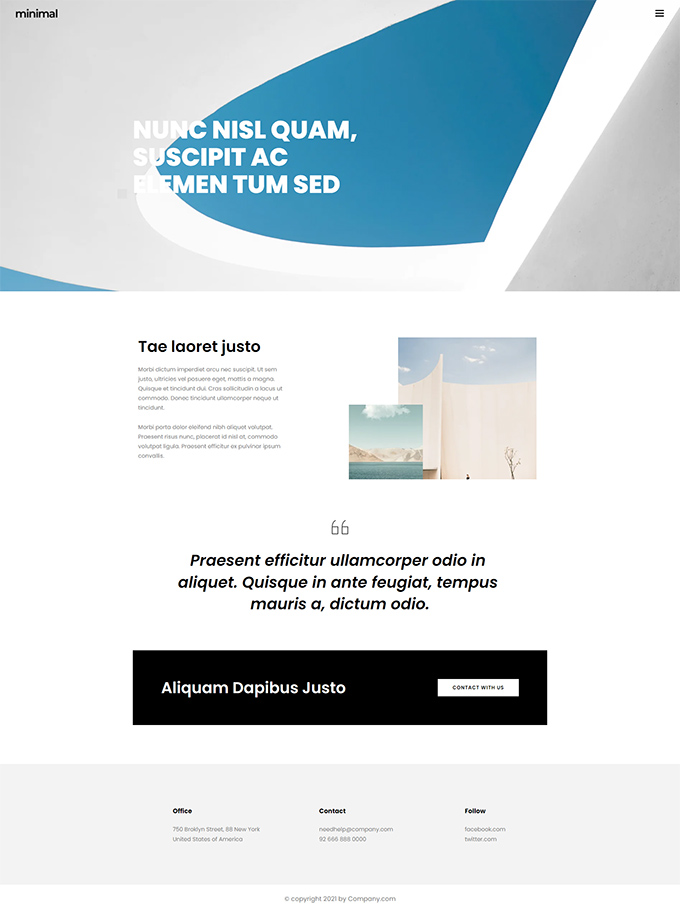 minimal
NUNC NISL QUAM,
SUSCIPIT AC
ELEMEN TUM SED
Tae laoret justo
Morbi dictum imperdiet arcu nec suscipit. Ut sem
justo, ultricies vel posuere eget, mattis a magna.
Quisque et tincidunt dui. Cras sollicitudin a lacus ut
commodo. Donec tincidunt ullamcorper neque ut
tincidunt.
Morbi porta dolor eleifend nibh aliquet volutpat.
Praesent risus nunc, placerat id nisl at, commodo
volutpat ligula. Praesent efficitur ex pulvinar ipsum
convallis.
“
Praesent efficitur ullamcorper odio in
aliquet. Quisque in ante feugiat, tempus
mauris a, dictum odio.
Aliquam Dapibus Justo
CONTACT WITH US
Office
750 Broklyn Street, 88 New York
United States of America
Contact
needhelp@company.com
92 666 888 0000
Follow
facebook.com
twitter.com
© copyright 2021 by Company.com